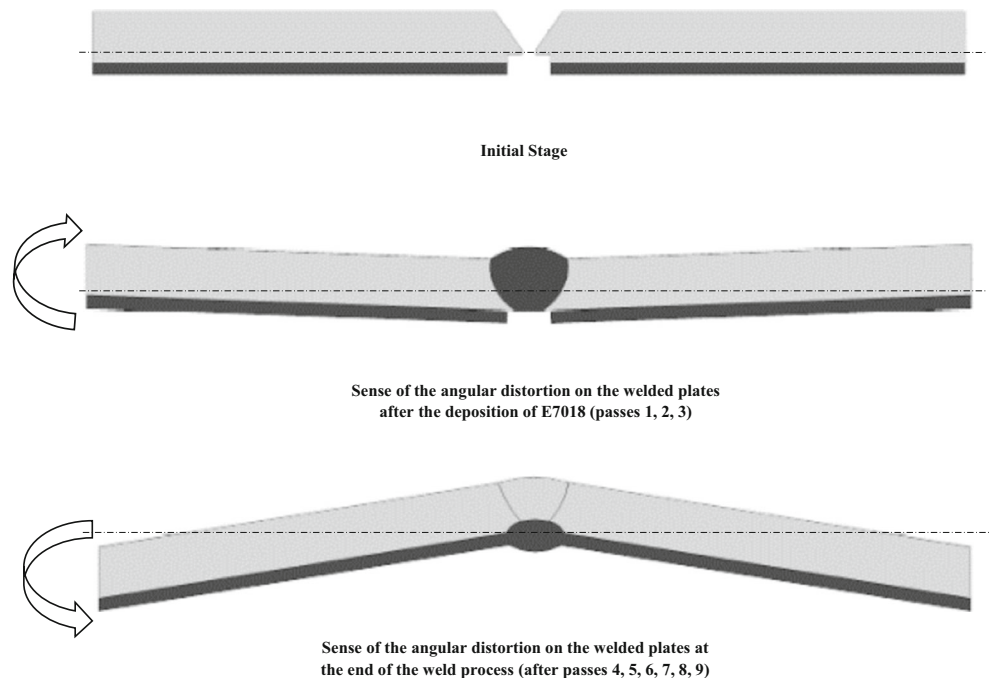 Initial Stage
Sense of the angular distortion on the welded plates
after the deposition of E7018 (passes 1, 2, 3)
Sense of the angular distortion on the welded plates at
the end of the weld process (after passes 4, 5, 6, 7, 8, 9)